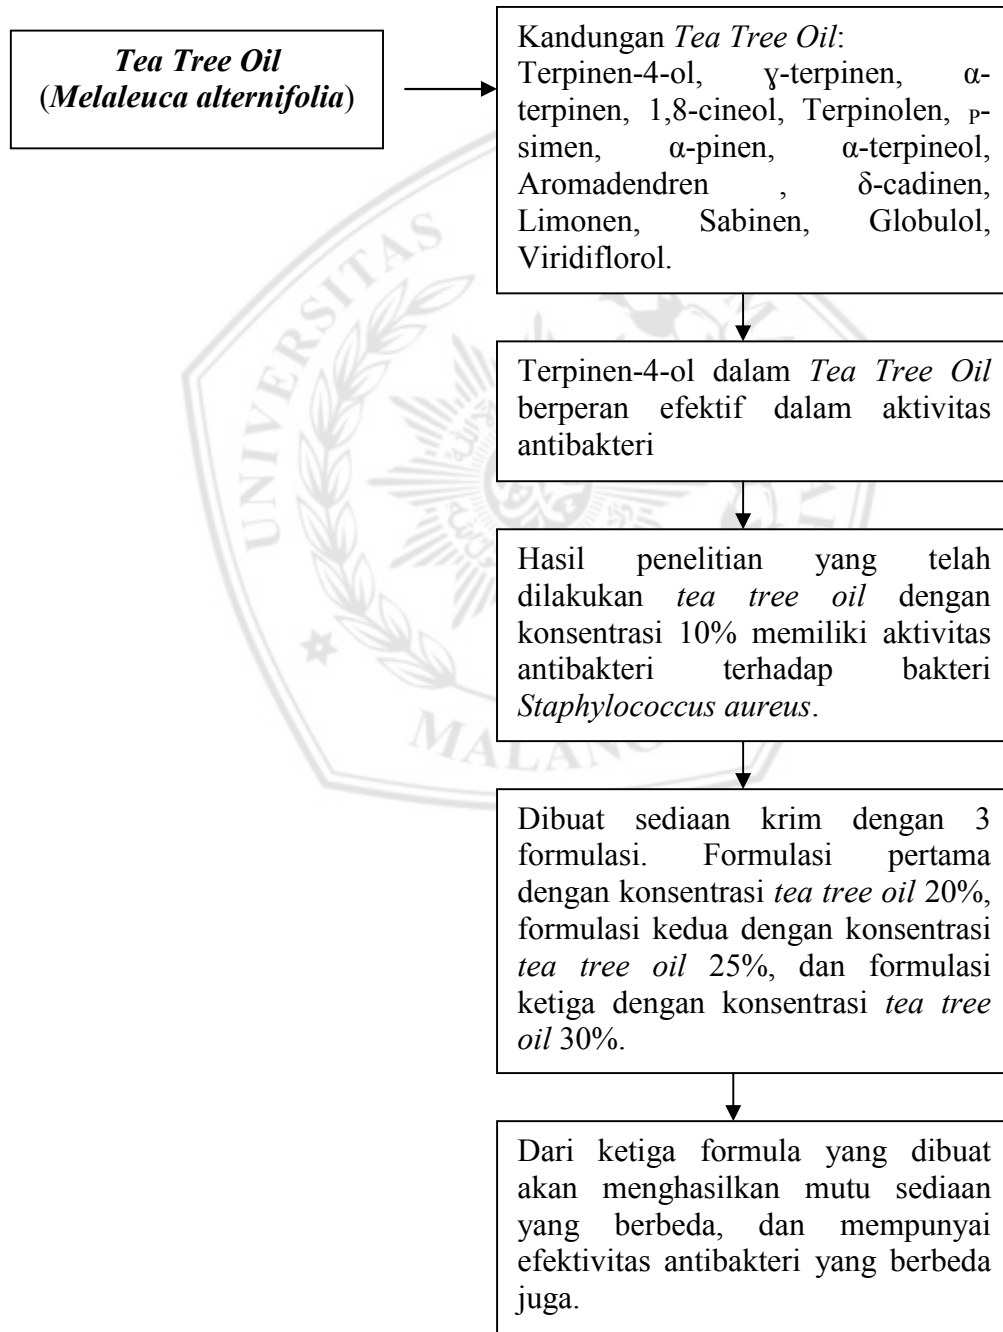 Tea Tree Oil
(Melaleuca alternifolia)
Kandungan Tea Tree Oil:
Terpinen-4-ol, ɣ-terpinen, α-
terpinen, 1,8-cineol, Terpinolen, P-
simen, α-pinen, α-terpineol,
Aromadendren , δ-cadinen,
Limonen, Sabinen, Globulol,
Viridiflorol.
Terpinen-4-ol dalam Tea Tree Oil
berperan efektif dalam aktivitas
antibakteri
Hasil penelitian yang telah
dilakukan tea tree oil dengan
konsentrasi 10% memiliki aktivitas
antibakteri terhadap bakteri
Staphylococcus aureus.
Dibuat sediaan krim dengan 3
formulasi. Formulasi pertama
dengan konsentrasi tea tree oil 20%,
formulasi kedua dengan konsentrasi
tea tree oil 25%, dan formulasi
ketiga dengan konsentrasi tea tree
oil 30%.
Dari ketiga formula yang dibuat
akan menghasilkan mutu sediaan
yang berbeda, dan mempunyai
efektivitas antibakteri yang berbeda
juga.
UNIVERSITAS